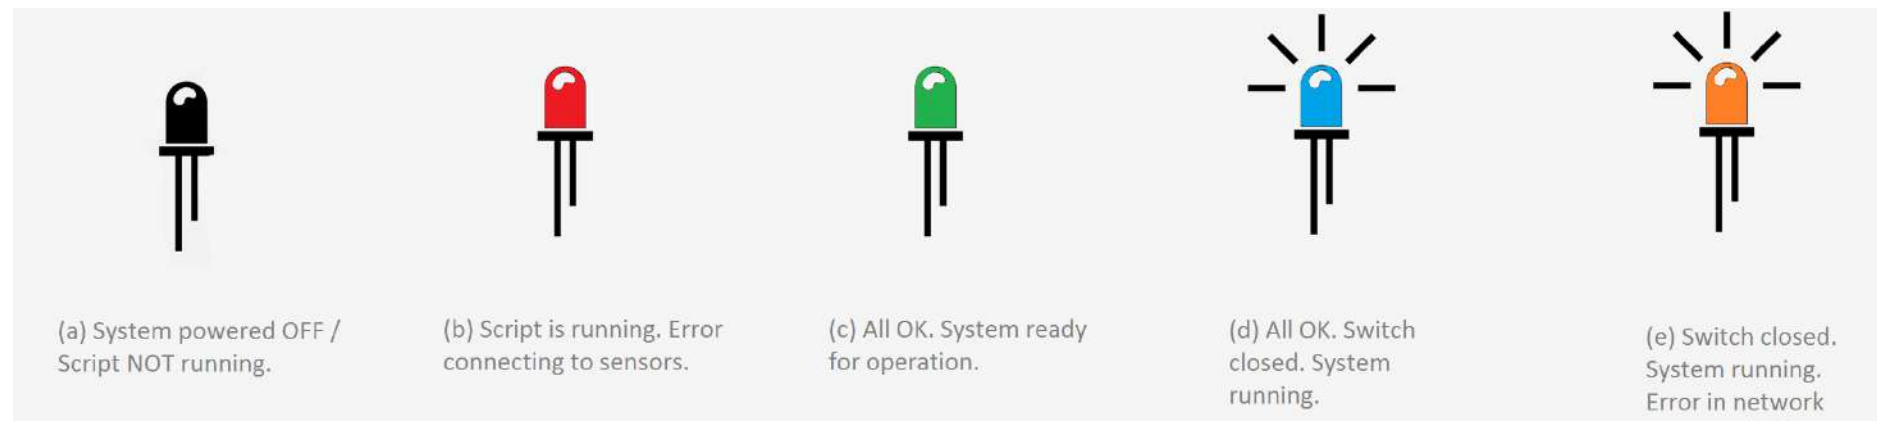 (a) System powered OFF /
Script NOT running.
(b) Script is running. Error
connecting to sensors.
(c) All OK. System ready
for operation.
(d) All OK. Switch
closed. System
running.
(e) Switch closed.
System running.
Error in network